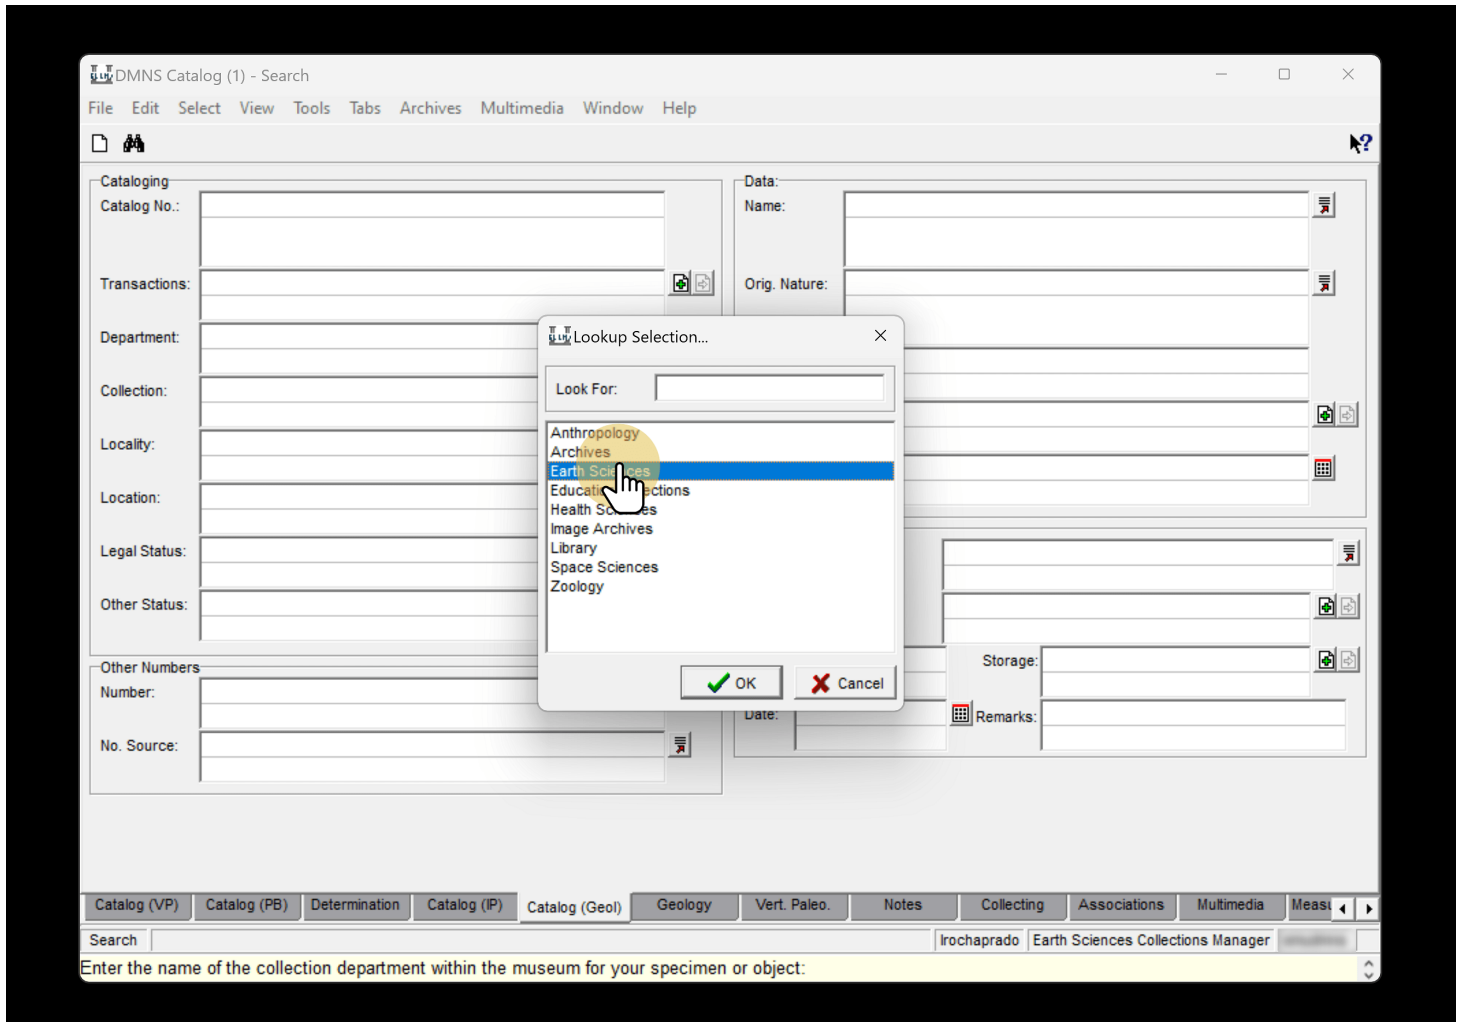 DMNS Catalog (1) - Search
File Edit Select View Tools Tabs Archives Multimedia Window Help
Cataloging
Catalog No.:
Transactions:
Department:
Collection:
Locality:
Location:
Legal Status:
Other Status:
Other Numbers
Number:
No. Source:
Data:
Name:
Orig. Nature:
Storage:
Date:
Remarks:
Lookup Selection...
Look For:
Anthropology
Archives
Earth Sciences
Health Sciences
Image Archives
Library
Space Sciences
Zoology
OK Cancel
Catalog (VP) Catalog (PB) Determination Catalog (IP) Catalog (Geol) Geology Vert. Paleo. Notes Collecting Associations Multimedia
Search lrochaprado Earth Sciences Collections Manager
Enter the name of the collection department within the museum for your specimen or object: